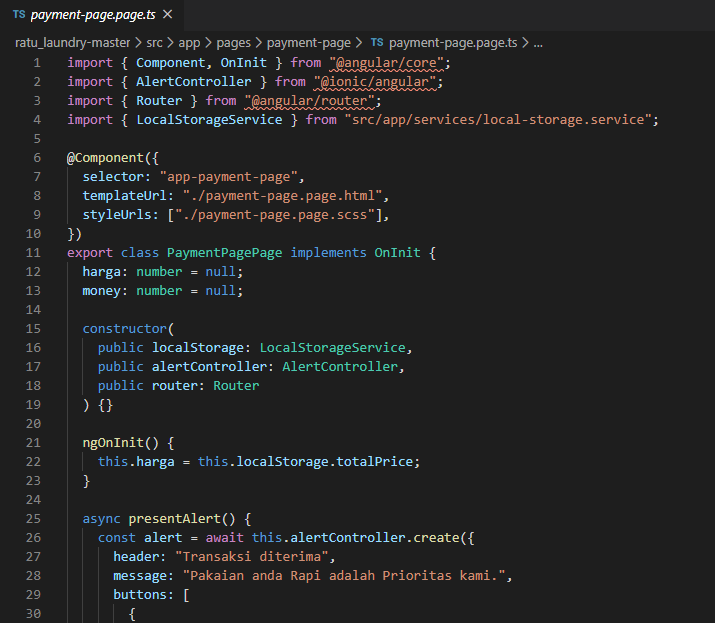 TS payment-page.page.ts ×
ratu_laundry-master > src > app > pages > payment-page > TS payment-page.page.ts > ...
1 import { Component, OnInit } from "@angular/core";
2 import { AlertController } from "@ionic/angular";
3 import { Router } from "@angular/router";
4 import { LocalStorageService } from "src/app/services/local-storage.service";
5
6 @Component({
7   selector: "app-payment-page",
8   templateUrl: "./payment-page.page.html",
9   styleUrls: ["./payment-page.page.scss"],
10 })
11 export class PaymentPagePage implements OnInit {
12   harga: number = null;
13   money: number = null;
14
15   constructor(
16     public localStorage: LocalStorageService,
17     public alertController: AlertController,
18     public router: Router
19   ) {}
20
21   ngOnInit() {
22     this.harga = this.localStorage.totalPrice;
23   }
24
25   async presentAlert() {
26     const alert = await this.alertController.create({
27       header: "Transaksi diterima",
28       message: "Pakaian anda Rapi adalah Prioritas kami.",
29       buttons: [
30         {